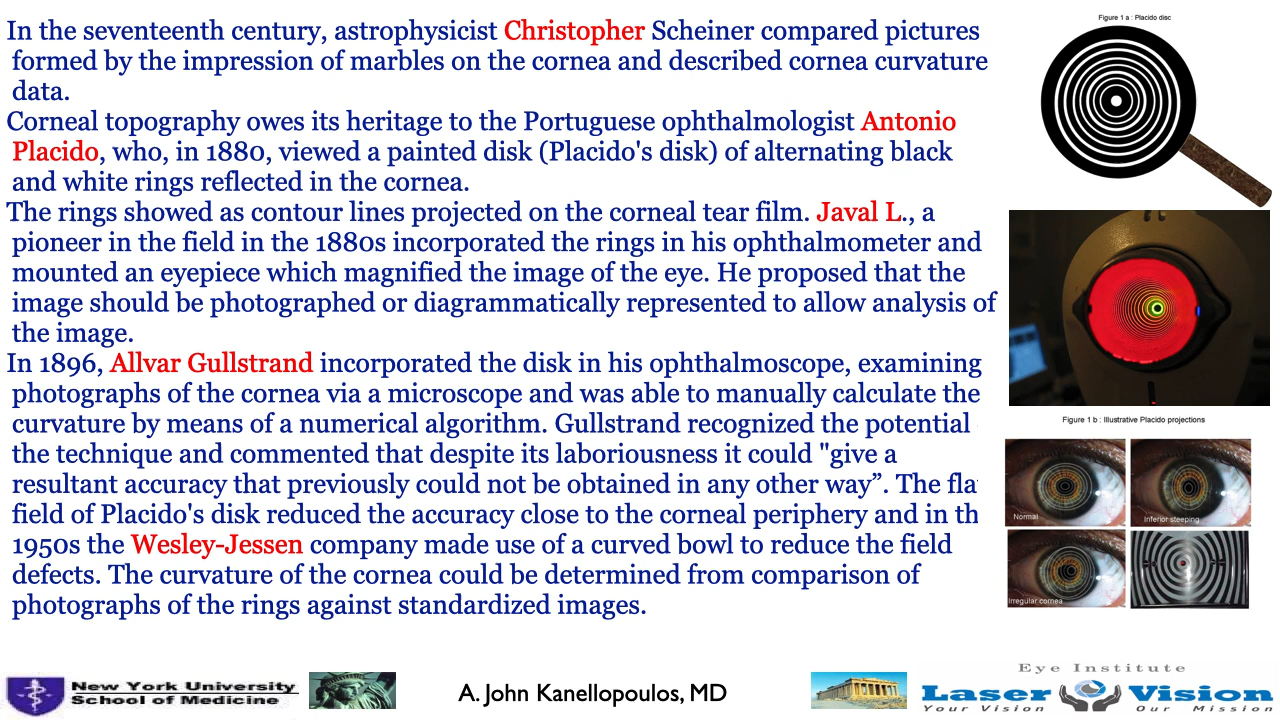 In the seventeenth century, astrophysicist Christopher Scheiner compared pictures
formed by the impression of marbles on the cornea and described cornea curvature
data.
Corneal topography owes its heritage to the Portuguese ophthalmologist Antonio
Placido, who, in 1880, viewed a painted disk (Placido's disk) of alternating black
and white rings reflected in the cornea.
The rings showed as contour lines projected on the corneal tear film. Javal L., a
pioneer in the field in the 1880s incorporated the rings in his ophthalmometer and
mounted an eyepiece which magnified the image of the eye. He proposed that the
image should be photographed or diagrammatically represented to allow analysis of
the image.
In 1896, Allvar Gullstrand incorporated the disk in his ophthalmoscope, examining
photographs of the cornea via a microscope and was able to manually calculate the
curvature by means of a numerical algorithm. Gullstrand recognized the potential
the technique and commented that despite its laboriousness it could "give a
resultant accuracy that previously could not be obtained in any other way”. The fla
field of Placido's disk reduced the accuracy close to the corneal periphery and in th
1950s the Wesley-Jessen company made use of a curved bowl to reduce the field
defects. The curvature of the cornea could be determined from comparison of
photographs of the rings against standardized images.
Figure 1 a : Placido disc
Figure 1 b : Illustrative Placido projections
Normal
Inferior steeping
Irregular cornea
New York University
School of Medicine
A. John Kanellopoulos, MD
Eye Institute
Laser Vision
Your Vision Our Mission